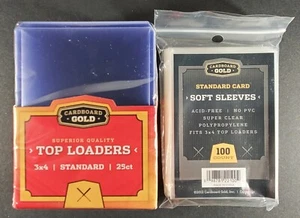 CARDBOARD
GOLD
SUPERIOR QUALITY
TOP LOADERS
3x4 | STANDARD | 25ct
CARDBOARD
GOLD
STANDARD CARD
SOFT SLEEVES
ACID-FREE | NO PVC
SUPER CLEAR
POLYPROPYLENE
FITS 3x4 TOP LOADERS
100